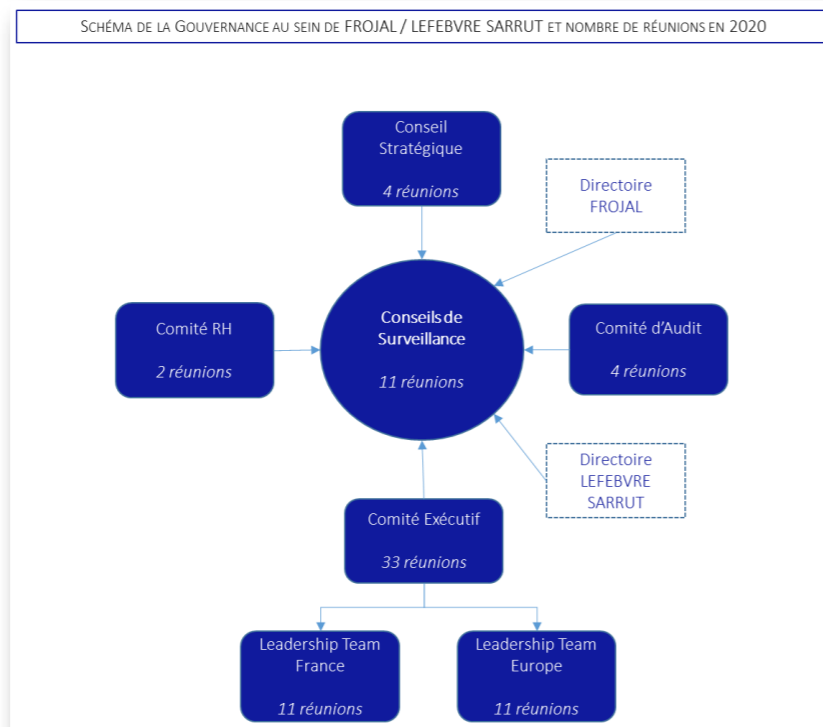 SCHÉMA DE LA GOUVERNANCE AU SEIN DE FROJAL / LEFEBVRE SARRUT ET NOMBRE DE RÉUNIONS EN 2020
Conseil
Stratégique
4 réunions
Directoire
FROJAL
Comité RH
2 réunions
Conseils de
Surveillance
11 réunions
Comité d'Audit
4 réunions
Directoire
LEFEBVRE
SARRUT
Comité Exécutif
33 réunions
Leadership Team
France
11 réunions
Leadership Team
Europe
11 réunions